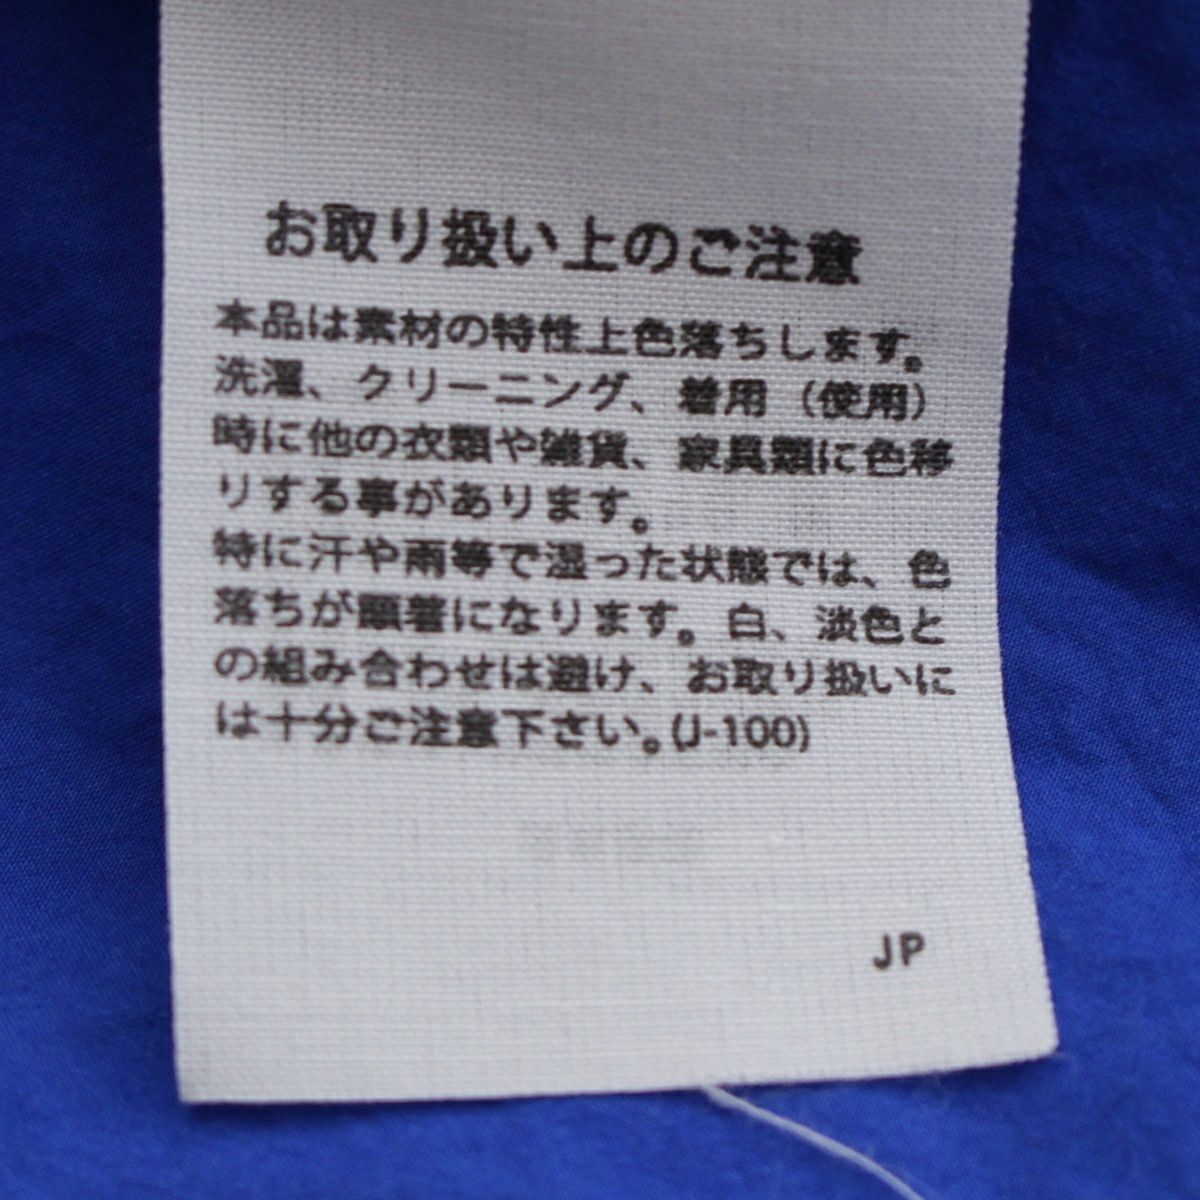 お取り扱い上のご注意
本品は素材の特性上色落ちします。
洗濯、クリーニング、着用（使用）
時に他の衣類や雑貨、家具類に色移
りする事があります。
特に汗や雨等で湿った状態では、色
落ちが顕著になります。白、淡色と
の組み合わせは避け、お取り扱いに
は十分ご注意下さい。(J-100)
JP